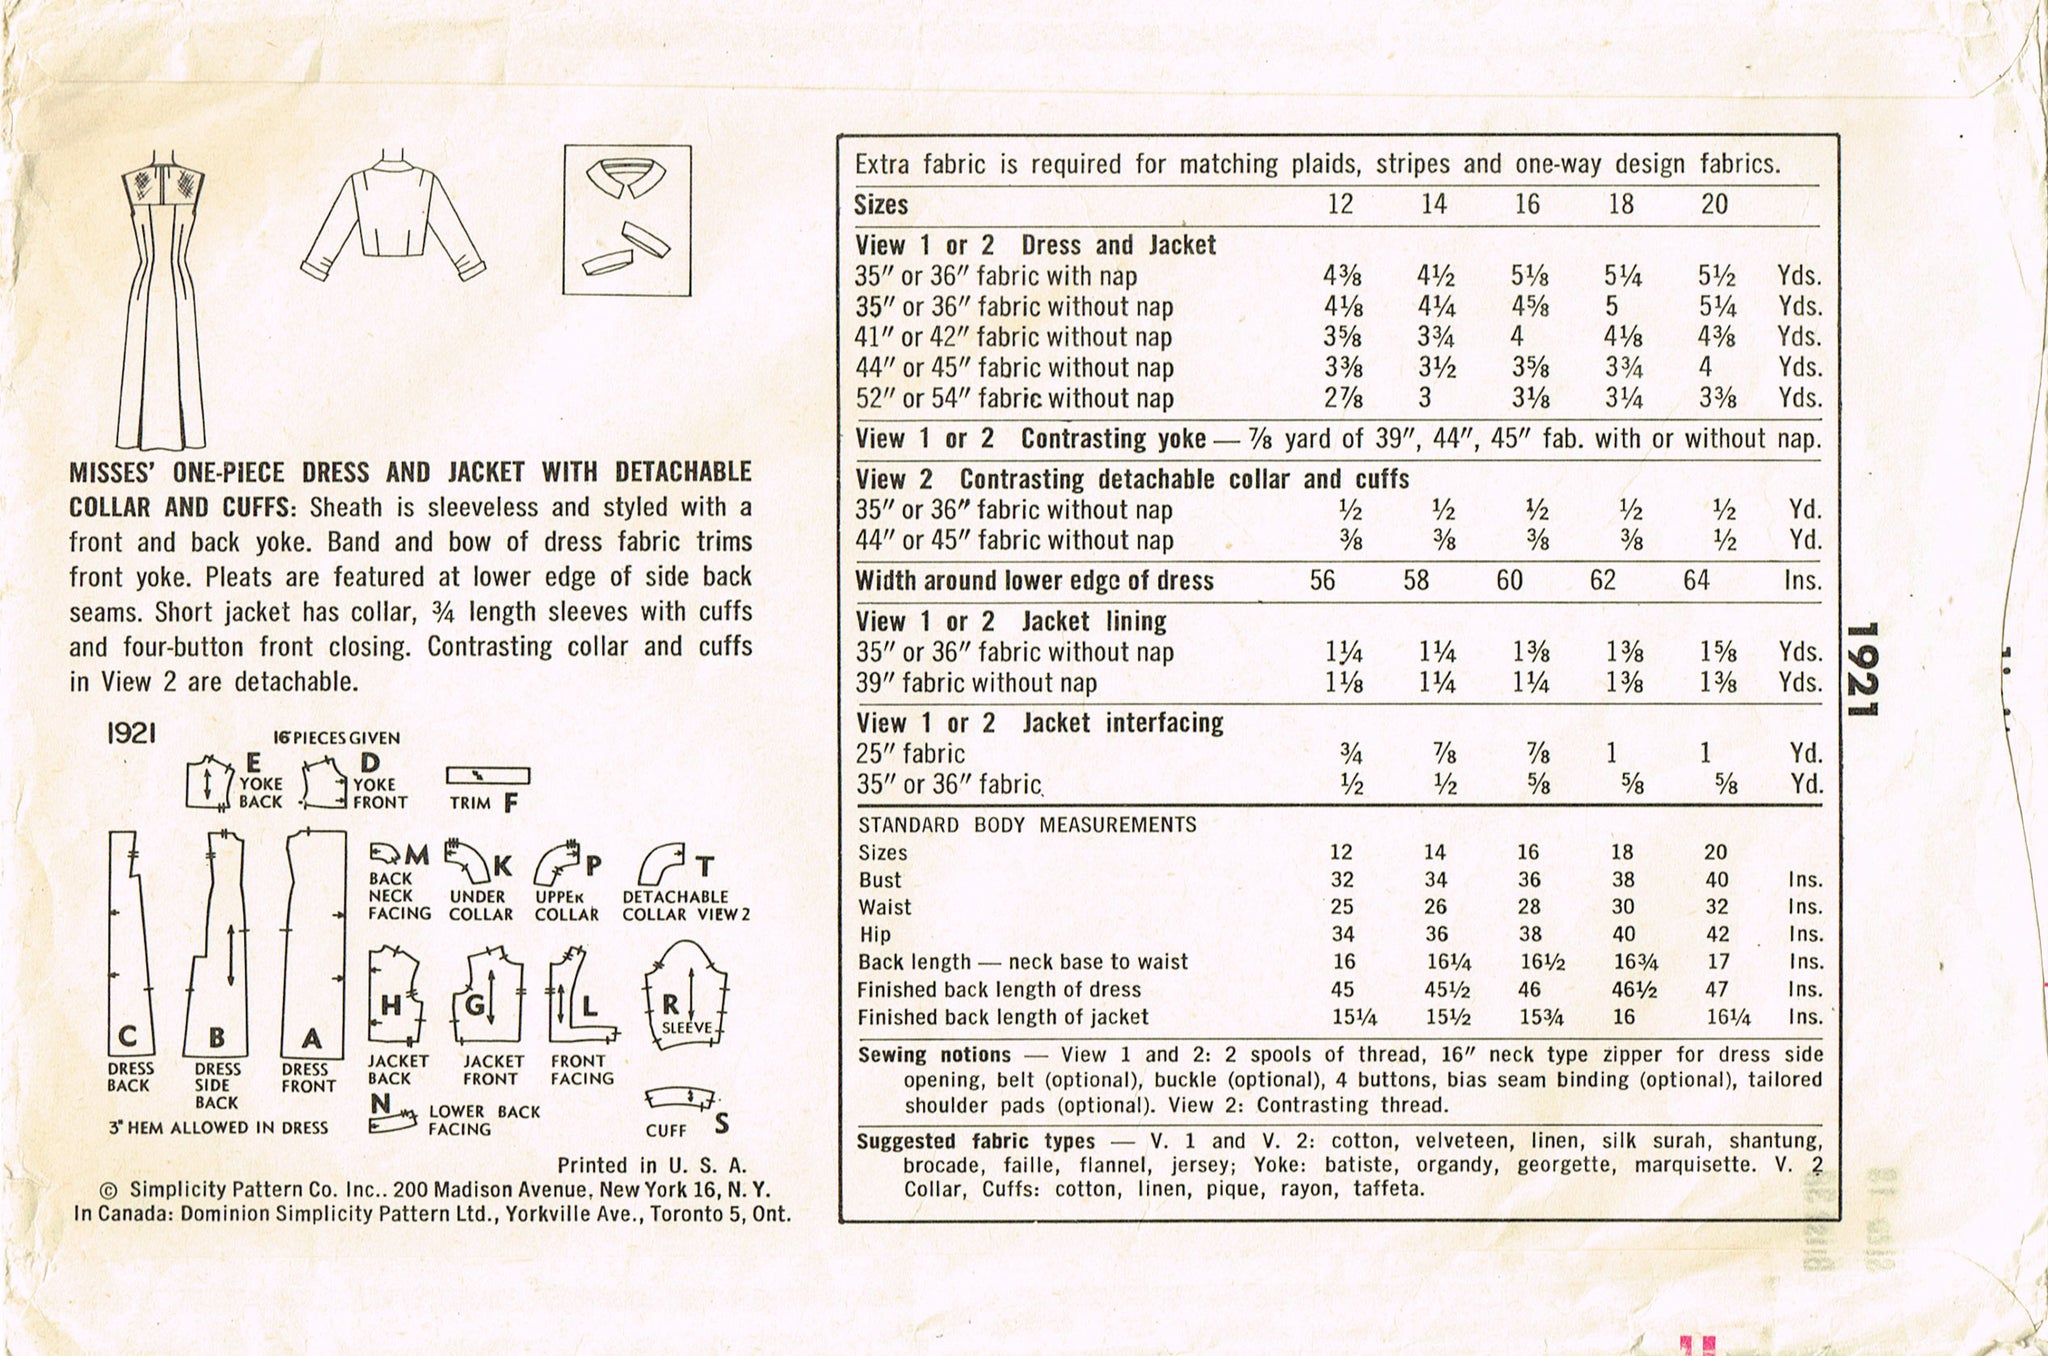 MISSES' ONE-PIECE DRESS AND JACKET WITH DETACHABLE
COLLAR AND CUFFS: Sheath is sleeveless and styled with a
front and back yoke. Band and bow of dress fabric trims
front yoke. Pleats are featured at lower edge of side back
seams. Short jacket has collar, ¾ length sleeves with cuffs
and four-button front closing. Contrasting collar and cuffs
in View 2 are detachable.
1921
16 PIECES GIVEN
E
YOKE
BACK
D
YOKE
FRONT
TRIM F
C
DRESS
BACK
B
DRESS
SIDE
BACK
A
DRESS
FRONT
M
BACK
NECK
FACING
K
UNDER
COLLAR
P
UPPER
COLLAR
T
DETACHABLE
COLLAR VIEW 2
H
JACKET
BACK
G
JACKET
FRONT
L
FRONT
FACING
R
SLEEVE
N
LOWER BACK
FACING
CUFF S
3" HEM ALLOWED IN DRESS
Printed in U. S. A.
© Simplicity Pattern Co. Inc.. 200 Madison Avenue, New York 16, N. Y.
In Canada: Dominion Simplicity Pattern Ltd., Yorkville Ave., Toronto 5, Ont.
Extra fabric is required for matching plaids, stripes and one-way design fabrics.
Sizes 12 14 16 18 20
View 1 or 2 Dress and Jacket
35" or 36" fabric with nap 4⅜ 4½ 5⅛ 5¼ 5½ Yds.
35" or 36" fabric without nap 4⅛ 4¼ 4⅝ 5 5¼ Yds.
41" or 42" fabric without nap 3⅝ 3¾ 4 4⅛ 4⅜ Yds.
44" or 45" fabric without nap 3⅜ 3½ 3⅝ 3¾ 4 Yds.
52" or 54" fabric without nap 2⅞ 3 3⅛ 3¼ 3⅜ Yds.
View 1 or 2 Contrasting yoke — ⅞ yard of 39", 44", 45" fab. with or without nap.
View 2 Contrasting detachable collar and cuffs
35" or 36" fabric without nap ½ ½ ½ ½ ½ Yd.
44" or 45" fabric without nap ⅜ ⅜ ⅜ ⅜ ½ Yd.
Width around lower edge of dress 56 58 60 62 64 Ins.
View 1 or 2 Jacket lining
35" or 36" fabric without nap 1¼ 1¼ 1⅜ 1⅜ 1⅝ Yds.
39" fabric without nap 1⅛ 1¼ 1¼ 1⅜ 1⅜ Yds.
View 1 or 2 Jacket interfacing
25" fabric ¾ ⅞ ⅞ 1 1 Yd.
35" or 36" fabric ½ ½ ⅝ ⅝ ⅝ Yd.
STANDARD BODY MEASUREMENTS
Sizes 12 14 16 18 20
Bust 32 34 36 38 40 Ins.
Waist 25 26 28 30 32 Ins.
Hip 34 36 38 40 42 Ins.
Back length — neck base to waist 16 16¼ 16½ 16¾ 17 Ins.
Finished back length of dress 45 45½ 46 46½ 47 Ins.
Finished back length of jacket 15¼ 15½ 15¾ 16 16¼ Ins.
Sewing notions — View 1 and 2: 2 spools of thread, 16" neck type zipper for dress side
opening, belt (optional), buckle (optional), 4 buttons, bias seam binding (optional), tailored
shoulder pads (optional). View 2: Contrasting thread.
Suggested fabric types — V. 1 and V. 2: cotton, velveteen, linen, silk surah, shantung,
brocade, faille, flannel, jersey; Yoke: batiste, organdy, georgette, marquisette. V. 2
Collar, Cuffs: cotton, linen, pique, rayon, taffeta.
1921